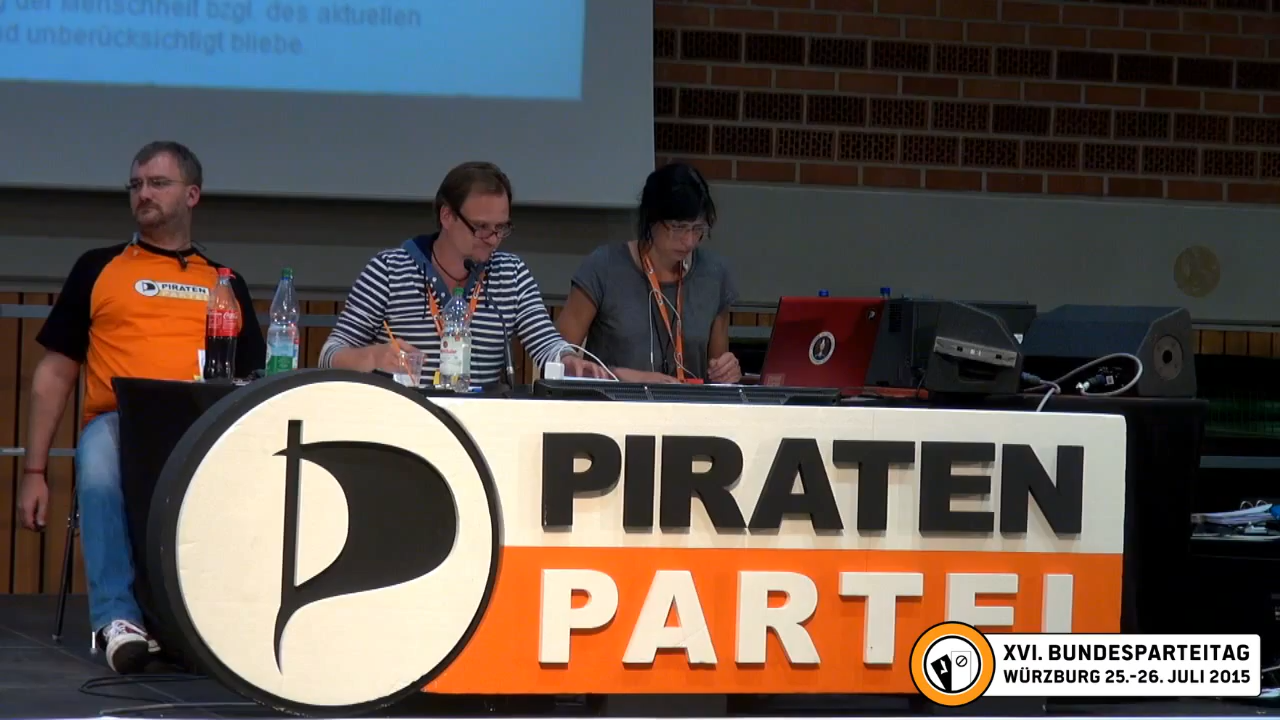 der Menschheit bzgl. des aktuellen
unberücksichtigt bliebe
PIRATEN
PIRATEN
PARTEI
XVI. BUNDESPARTEITAG
WÜRZBURG 25.-26. JULI 2015